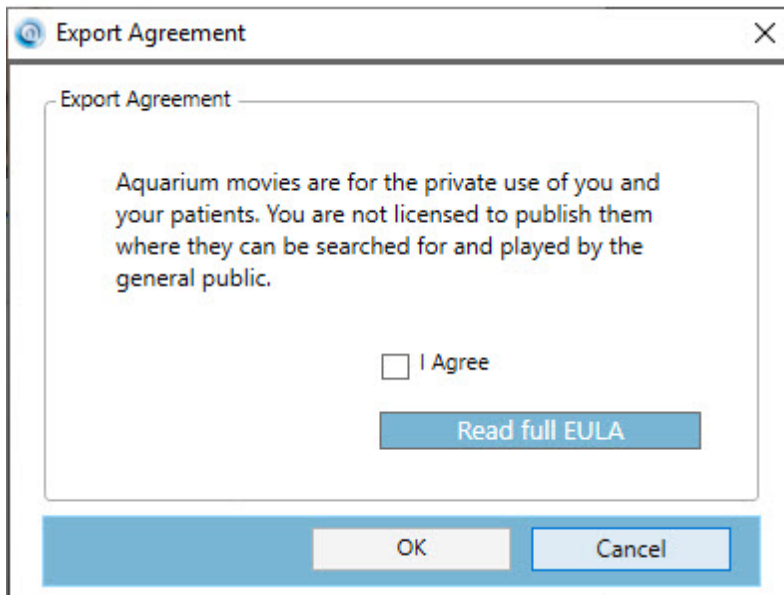 Export Agreement
Export Agreement
Aquarium movies are for the private use of you and
your patients. You are not licensed to publish them
where they can be searched for and played by the
general public.
I Agree
Read full EULA
OK
Cancel